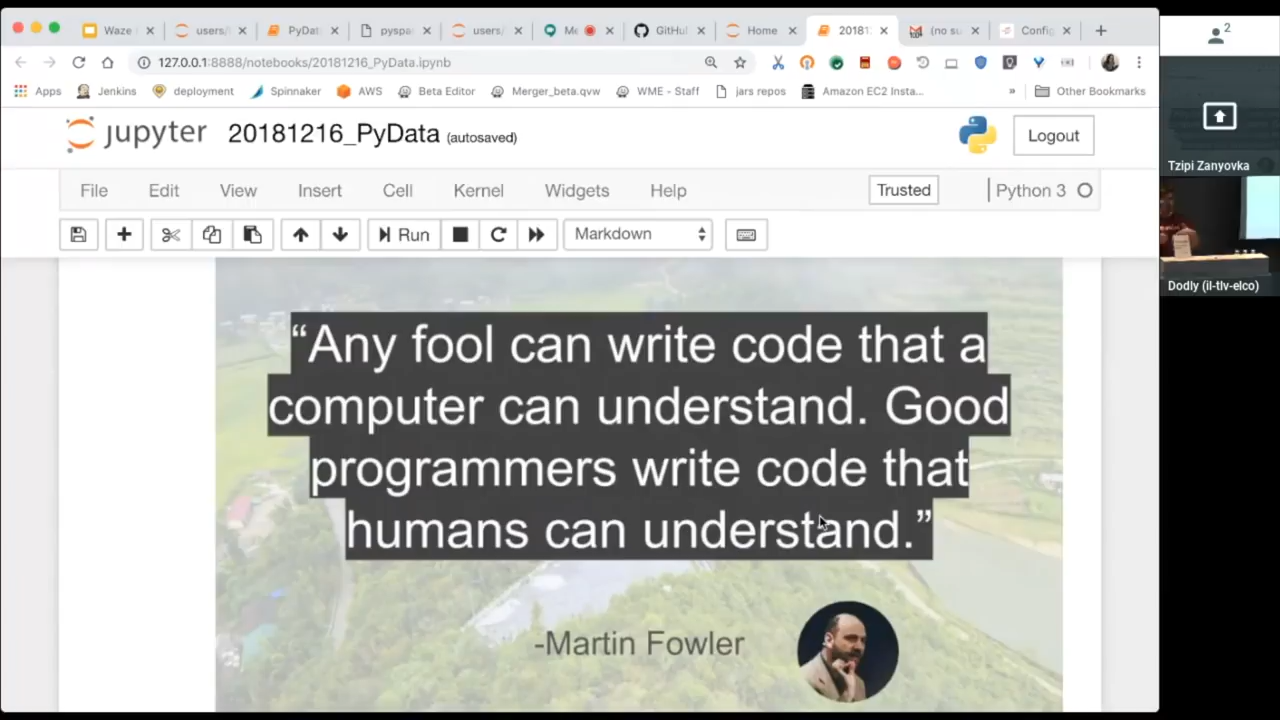 Waze
users/
PyDat
pyspa
users/
Me
GitHul
Home
20181
(no su
Config
127.0.0.1:8888/notebooks/20181216_PyData.ipynb
Apps
Jenkins
deployment
Spinnaker
AWS
Beta Editor
Merger_beta.qvw
WME - Staff
jars repos
Amazon EC2 Insta...
»
Other Bookmarks
jupyter 20181216_PyData (autosaved)
Logout
File Edit View Insert Cell Kernel Widgets Help
Trusted
Python 3
Run
Markdown
“Any fool can write code that a
computer can understand. Good
programmers write code that
humans can understand.”
-Martin Fowler
2
Tzipi Zanyovka
Dodly (il-tlv-elco)